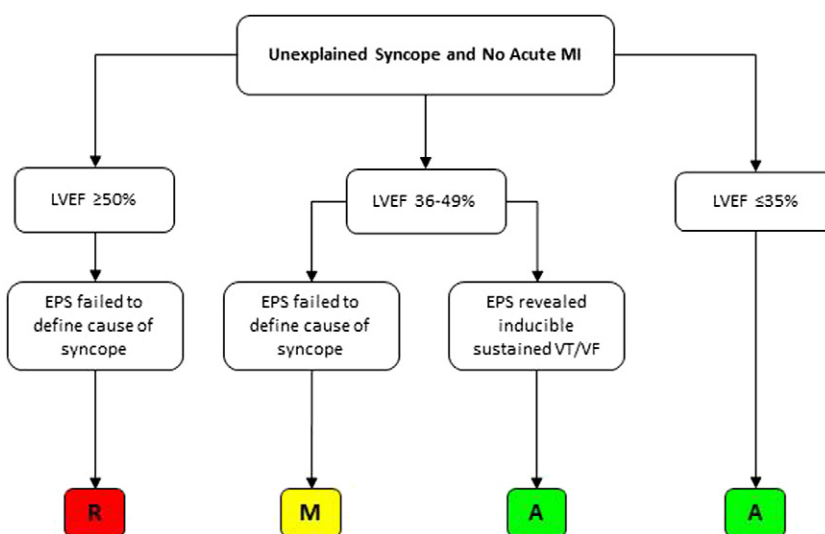 Unexplained Syncope and No Acute MI
LVEF ≥50%
LVEF 36-49%
LVEF ≤35%
EPS failed to
define cause of
syncope
EPS failed to
define cause of
syncope
EPS revealed
inducible
sustained VT/VF
R
M
A
A